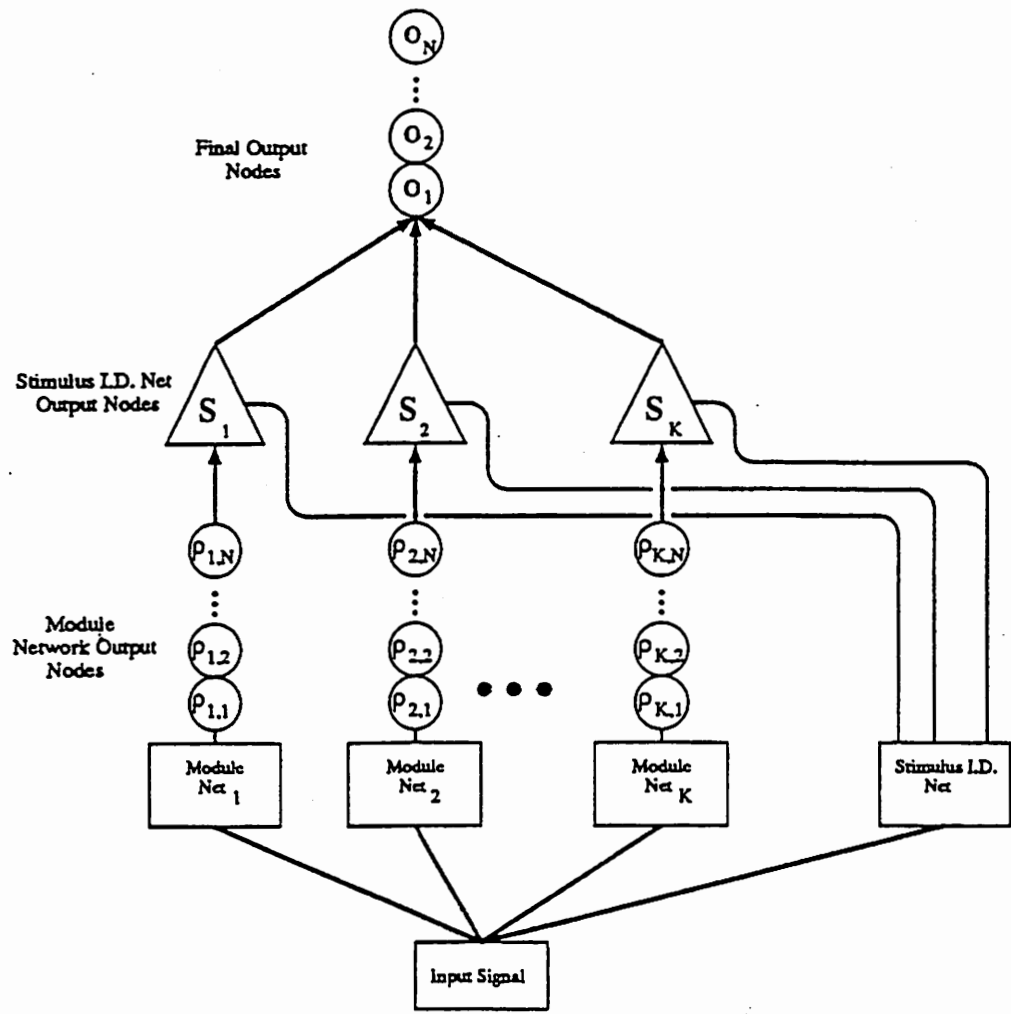 O_N
O_2
Final Output
Nodes
O_1
Stimulus I.D. Net
Output Nodes
S_1
S_2
S_K
ρ_1,N
ρ_2,N
ρ_K,N
Module
Network Output
Nodes
ρ_1,2
ρ_2,2
ρ_K,2
ρ_1,1
ρ_2,1
ρ_K,1
Module
Net_1
Module
Net_2
Module
Net_K
Stimulus I.D.
Net
Input Signal